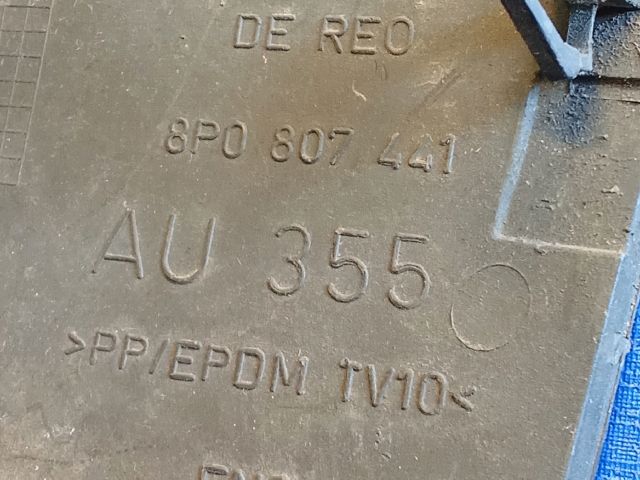 DE REO
8P0 807 441
AU 355
>PP/EPDM TV10<